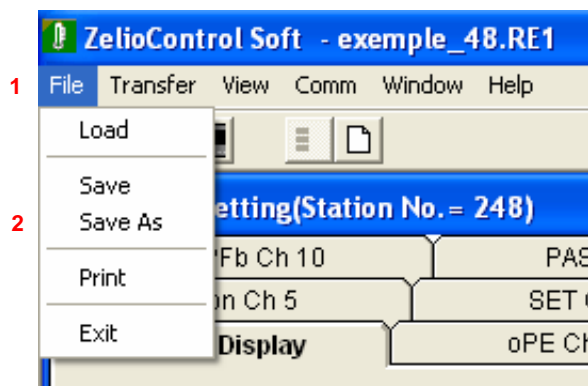 ZelioControl Soft - exemple_48.RE1
1 File Transfer View Comm Window Help
Load
Save
etting(Station No.= 248)
2 Save As
Fb Ch 10 PAS
Print
on Ch 5 SET
Exit
Display oPE Ch